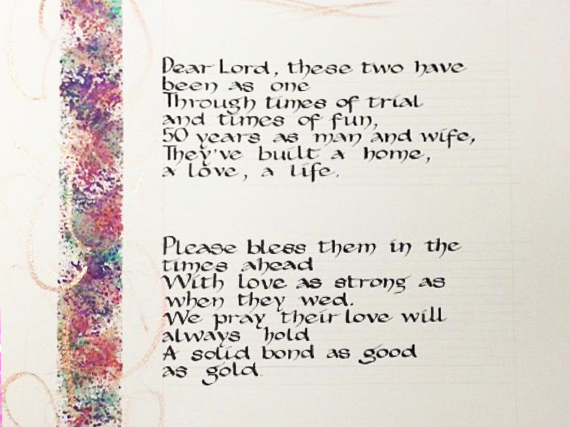 Dear Lord, these two have
been as one
Through times of trial
and times of fun,
50 years as man and wife,
They've built a home,
a love, a life.
Please bless them in the
times ahead
With love as strong as
when they wed.
We pray their love will
always hold
A solid bond as good
as gold.